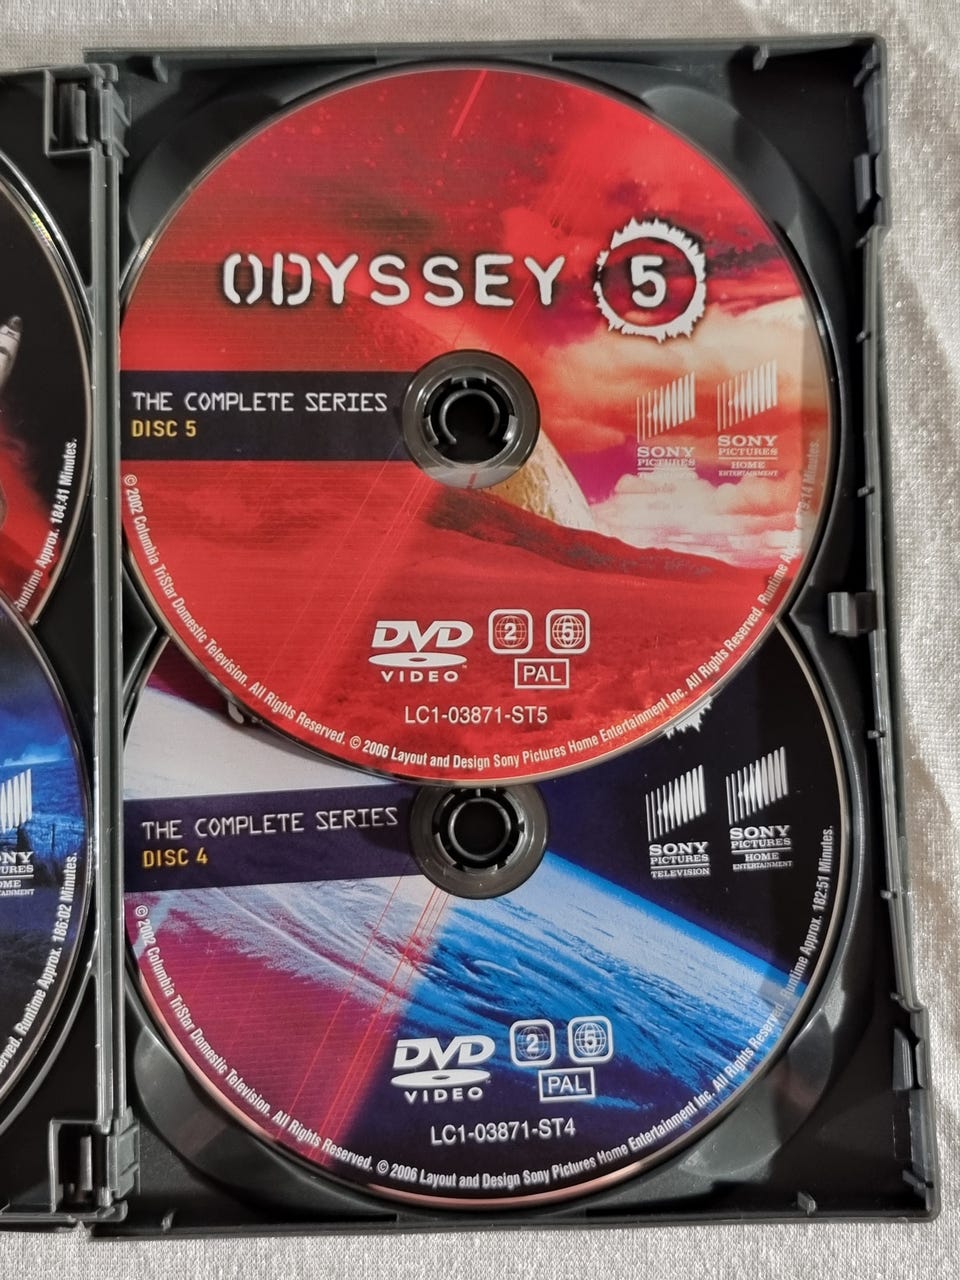 ODYSSEY 5
THE COMPLETE SERIES
DISC 5
SONY
PICTURES
SONY
PICTURES
HOME
ENTERTAINMENT
DVD
VIDEO
2
5
PAL
LC1-03871-ST5
© 2002 Columbia TriStar Domestic Television. All Rights Reserved. © 2006 Layout and Design Sony Pictures Home Entertainment Inc. All Rights Reserved. Runtime Minutes.
THE COMPLETE SERIES
DISC 4
SONY
PICTURES
TELEVISION
SONY
PICTURES
HOME
ENTERTAINMENT
DVD
VIDEO
2
5
PAL
LC1-03871-ST4
© 2002 Columbia TriStar Domestic Television. All Rights Reserved. © 2006 Layout and Design Sony Pictures Home Entertainment Inc. All Rights Reserved. Runtime Approx. 182:51 Minutes.
Runtime Approx. 184:41 Minutes.
Runtime Approx. 186:02 Minutes.